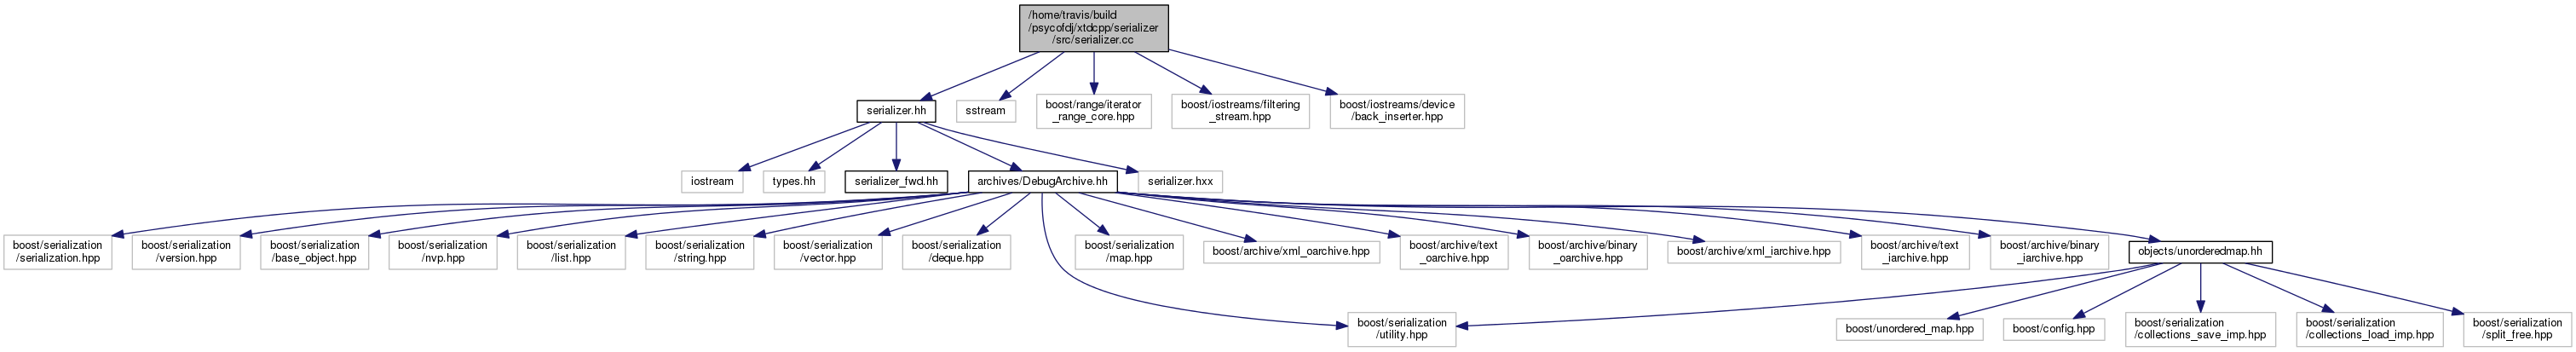 /home/travis/build
/psycofdj/xtdcpp/serializer
/src/serializer.cc
serializer.hh
sstream
boost/range/iterator
_range_core.hpp
boost/iostreams/filtering
_stream.hpp
boost/iostreams/device
/back_inserter.hpp
iostream
types.hh
serializer_fwd.hh
archives/DebugArchive.hh
serializer.hxx
boost/serialization
/serialization.hpp
boost/serialization
/version.hpp
boost/serialization
/base_object.hpp
boost/serialization
/nvp.hpp
boost/serialization
/list.hpp
boost/serialization
/string.hpp
boost/serialization
/vector.hpp
boost/serialization
/deque.hpp
boost/serialization
/map.hpp
boost/archive/xml_oarchive.hpp
boost/archive/text
_oarchive.hpp
boost/archive/binary
_oarchive.hpp
boost/archive/xml_iarchive.hpp
boost/archive/text
_iarchive.hpp
boost/archive/binary
_iarchive.hpp
objects/unorderedmap.hh
boost/serialization
/utility.hpp
boost/unordered_map.hpp
boost/config.hpp
boost/serialization
/collections_save_imp.hpp
boost/serialization
/collections_load_imp.hpp
boost/serialization
/split_free.hpp